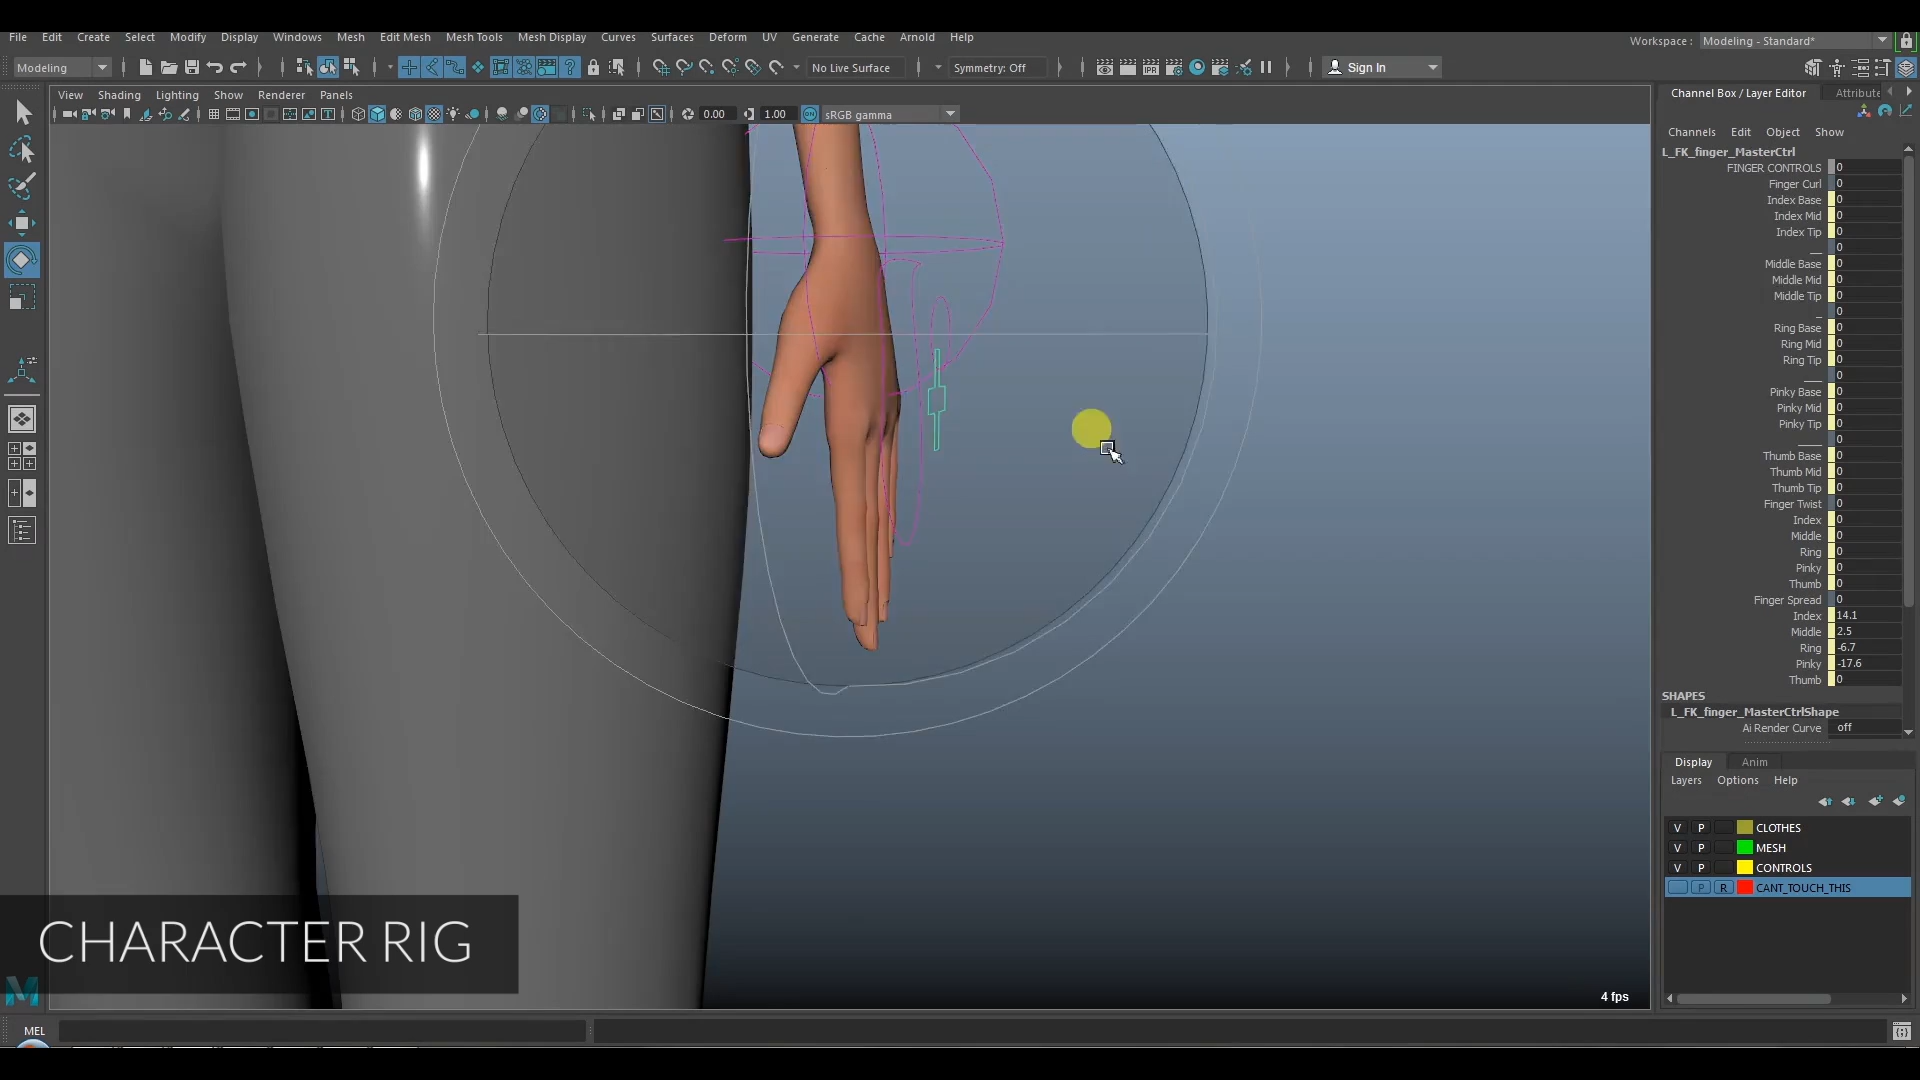 File Edit Create Select Modify Display Windows Mesh Edit Mesh Mesh Tools Mesh Display Curves Surfaces Deform UV Generate Cache Arnold Help
Workspace : Modeling - Standard*
Modeling
No Live Surface
Symmetry: Off
Sign In
View Shading Lighting Show Renderer Panels
0.00
1.00
sRGB gamma
Channel Box / Layer Editor
Attribute
Channels Edit Object Show
L_FK_finger_MasterCtrl
FINGER CONTROLS 0
Finger Curl 0
Index Base 0
Index Mid 0
Index Tip 0
__ 0
Middle Base 0
Middle Mid 0
Middle Tip 0
_ 0
Ring Base 0
Ring Mid 0
Ring Tip 0
___ 0
Pinky Base 0
Pinky Mid 0
Pinky Tip 0
____ 0
Thumb Base 0
Thumb Mid 0
Thumb Tip 0
Finger Twist 0
Index 0
Middle 0
Ring 0
Pinky 0
Thumb 0
Finger Spread 0
Index 14.1
Middle 2.5
Ring -6.7
Pinky -17.6
Thumb 0
SHAPES
L_FK_finger_MasterCtrlShape
Ai Render Curve off
Display Anim
Layers Options Help
V P CLOTHES
V P MESH
V P CONTROLS
P R CANT_TOUCH_THIS
CHARACTER RIG
4 fps
MEL